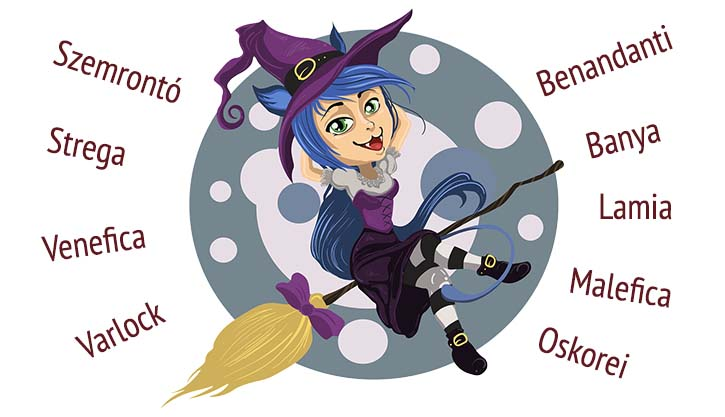 Szemrontó
Strega
Venefica
Varlock
Benandanti
Banya
Lamia
Malefica
Oskorei